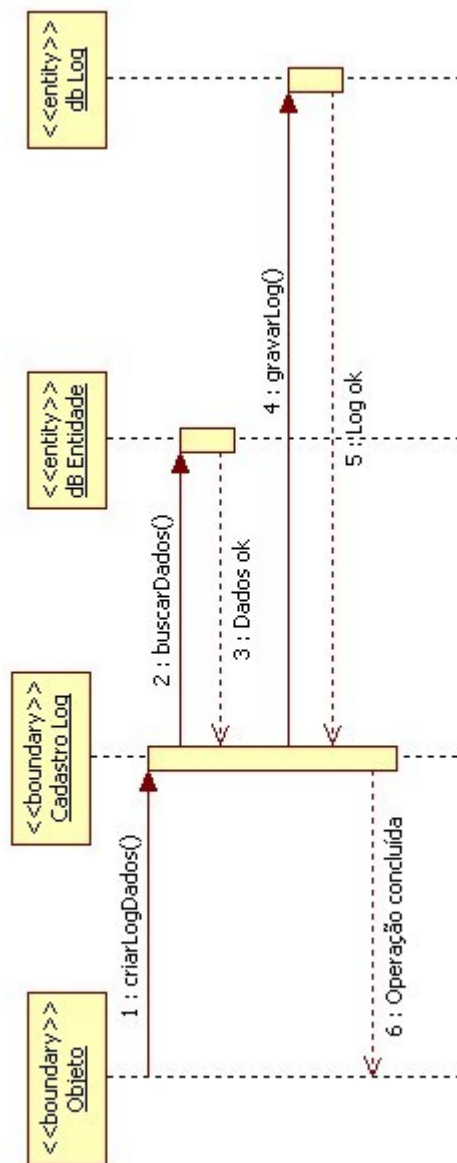 <<boundary>>
Objeto
<<boundary>>
Cadastro Log
<<entity>>
dB Entidade
<<entity>>
db Log
1 : criarLogDados()
2 : buscarDados()
3 : Dados ok
4 : gravarLog()
5 : Log ok
6 : Operação concluída